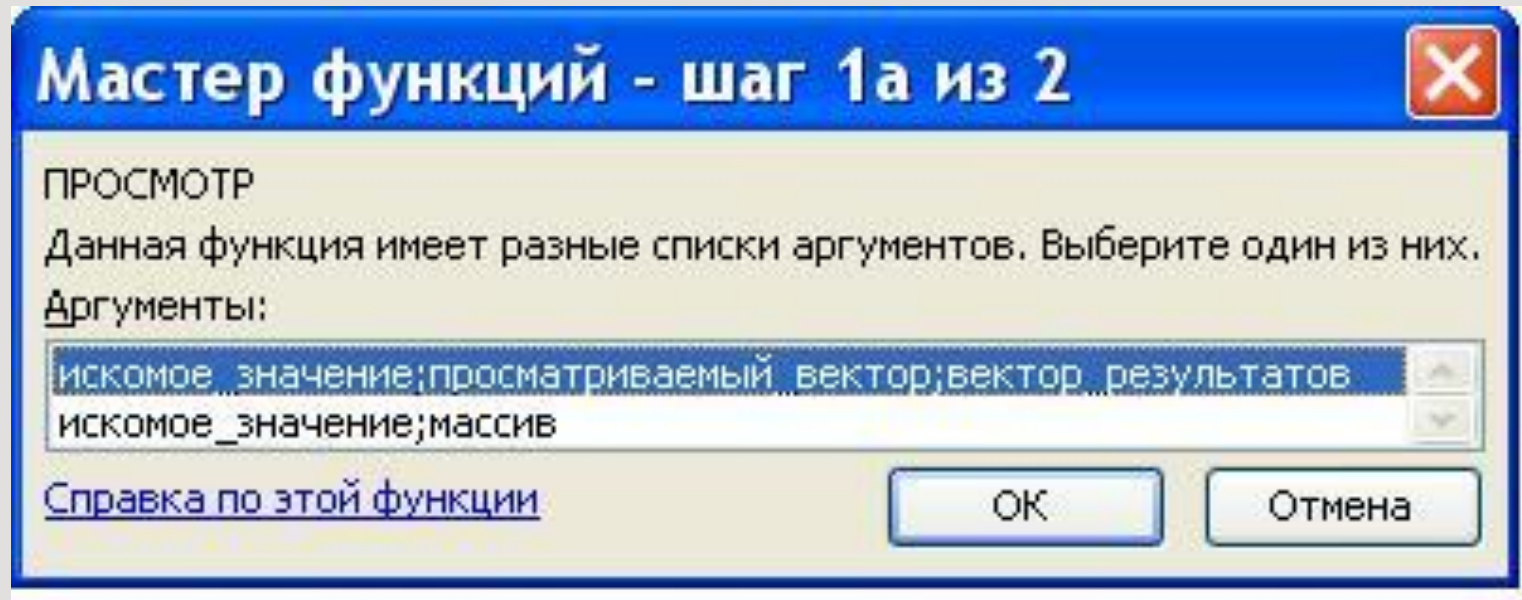 Мастер функций - шаг 1а из 2
ПРОСМОТР
Данная функция имеет разные списки аргументов. Выберите один из них.
Аргументы:
искомое_значение;просматриваемый_вектор;вектор_результатов
искомое_значение;массив
Справка по этой функции
ОК
Отмена